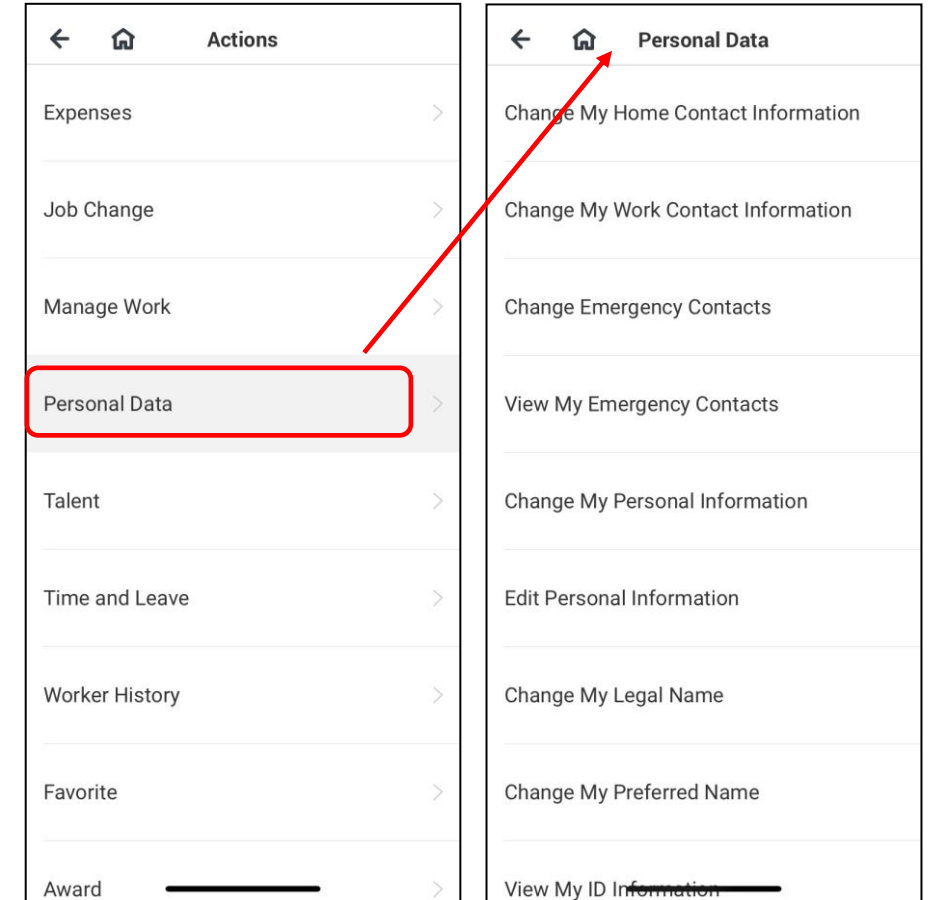 Actions
Expenses
Job Change
Manage Work
Personal Data
Talent
Time and Leave
Worker History
Favorite
Award
Personal Data
Change My Home Contact Information
Change My Work Contact Information
Change Emergency Contacts
View My Emergency Contacts
Change My Personal Information
Edit Personal Information
Change My Legal Name
Change My Preferred Name
View My ID Information